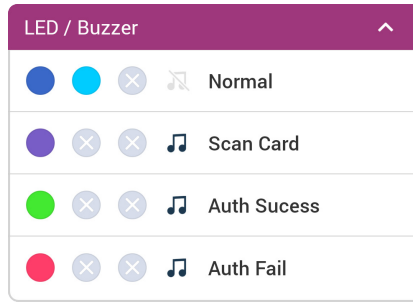 LED / Buzzer
Normal
Scan Card
Auth Sucess
Auth Fail